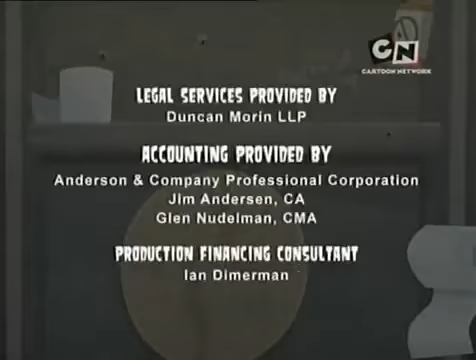 CN
CARTOON NETWORK
LEGAL SERVICES PROVIDED BY
Duncan Morin LLP
ACCOUNTING PROVIDED BY
Anderson & Company Professional Corporation
Jim Andersen, CA
Glen Nudelman, CMA
PRODUCTION FINANCING CONSULTANT
Ian Dimerman